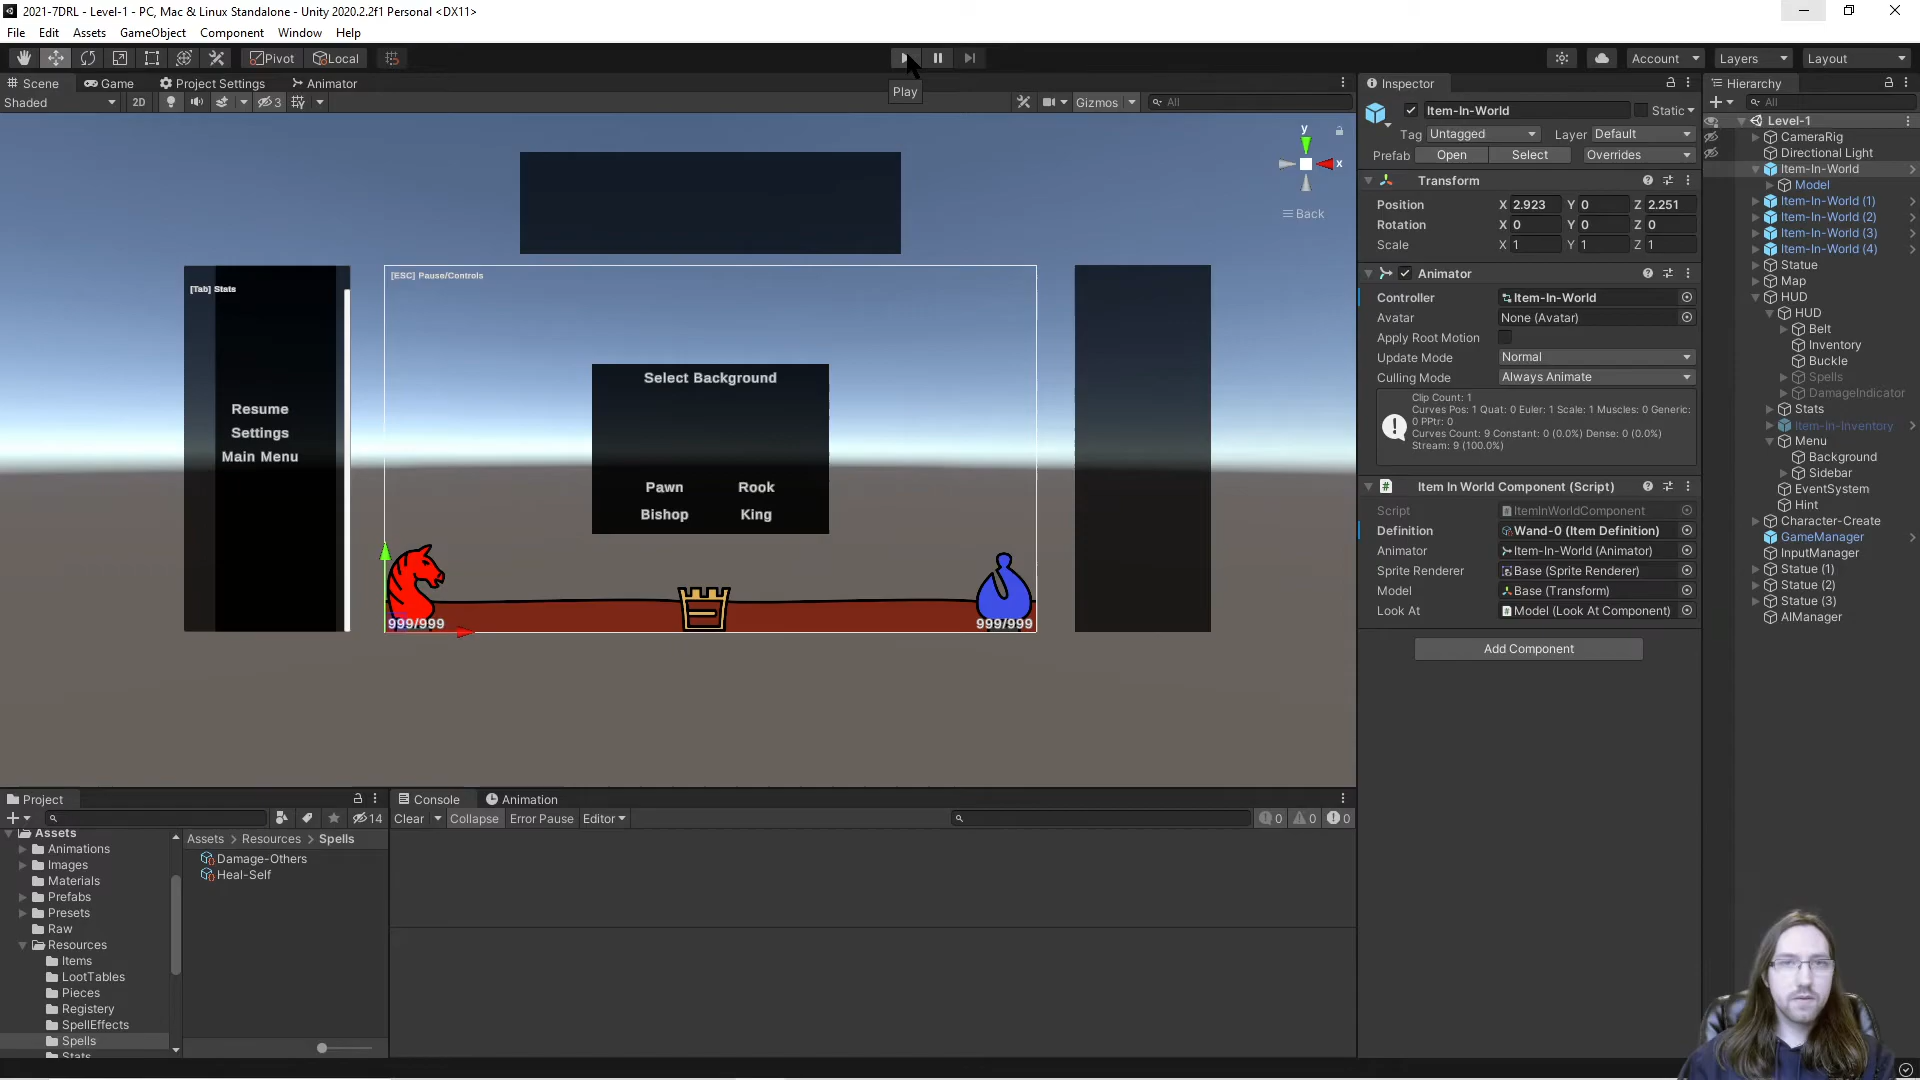 2021-7DRL - Level-1 - PC, Mac & Linux Standalone - Unity 2020.2.2f1 Personal <DX11>
File Edit Assets GameObject Component Window Help
Pivot Local Account Layers Layout
Play
Scene Game Project Settings Animator
Shaded 2D 3 Gizmos All
y
x
Back
[Tab] Stats
Resume
Settings
Main Menu
[ESC] Pause/Controls
Select Background
Pawn Rook
Bishop King
999/999 999/999
Inspector
Item-In-World Static
Tag Untagged Layer Default
Prefab Open Select Overrides
Transform
Position X 2.923 Y 0 Z 2.251
Rotation X 0 Y 0 Z 0
Scale X 1 Y 1 Z 1
Animator
Controller Item-In-World
Avatar None (Avatar)
Apply Root Motion
Update Mode Normal
Culling Mode Always Animate
Clip Count: 1
Curves Pos: 1 Quat: 0 Euler: 1 Scale: 1 Muscles: 0 Generic:
0 PPtr: 0
Curves Count: 9 Constant: 0 (0.0%) Dense: 0 (0.0%)
Stream: 9 (100.0%)
# Item In World Component (Script)
Script ItemInWorldComponent
Definition Wand-0 (Item Definition)
Animator Item-In-World (Animator)
Sprite Renderer Base (Sprite Renderer)
Model Base (Transform)
Look At Model (Look At Component)
Add Component
Hierarchy
All
Level-1
CameraRig
Directional Light
Item-In-World
Model
Item-In-World (1)
Item-In-World (2)
Item-In-World (3)
Item-In-World (4)
Statue
Map
HUD
HUD
Belt
Inventory
Buckle
Spells
DamageIndicator
Stats
Item-In-Inventory
Menu
Background
Sidebar
EventSystem
Hint
Character-Create
GameManager
InputManager
Statue (1)
Statue (2)
Statue (3)
AIManager
Project
14
Assets
Animations
Images
Materials
Prefabs
Presets
Raw
Resources
Items
LootTables
Pieces
Registery
SpellEffects
Spells
Stats
Assets > Resources > Spells
Damage-Others
Heal-Self
Console Animation
Clear Collapse Error Pause Editor 0 0 0